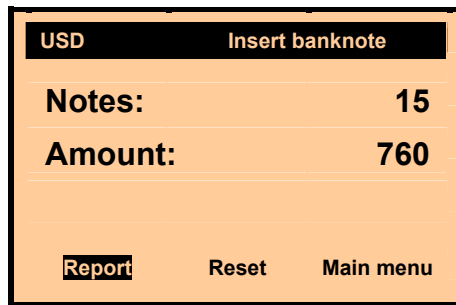 USD Insert banknote
Notes: 15
Amount: 760
Report Reset Main menu